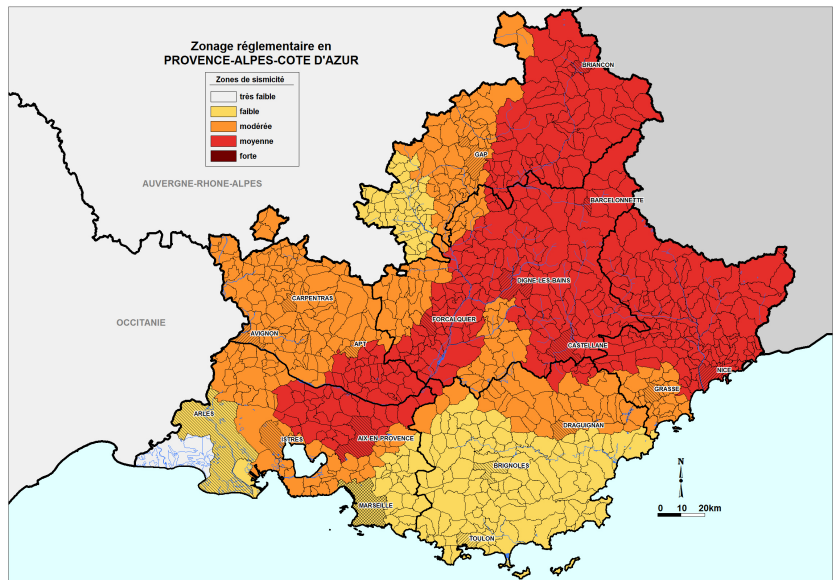 Zonage réglementaire en
PROVENCE-ALPES-COTE D'AZUR
Zones de sismicité
très faible
faible
modérée
moyenne
forte
BRIANÇON
GAP
AUVERGNE-RHONE-ALPES
BARCELONNETTE
DIGNE-LES-BAINS
CARPENTRAS
OCCITANIE
FORCALQUIER
AVIGNON
APT
CASTELLANE
NICE
GRASSE
ARLES
DRAGUIGNAN
ISTRES
AIX-EN-PROVENCE
BRIGNOLES
N
MARSEILLE
0 10 20km
TOULON